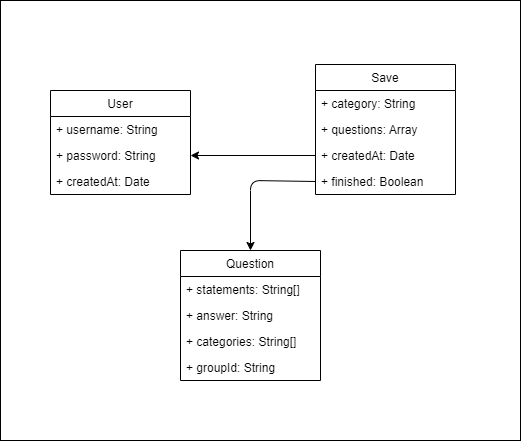 User
+ username: String
+ password: String
+ createdAt: Date
Save
+ category: String
+ questions: Array
+ createdAt: Date
+ finished: Boolean
Question
+ statements: String[]
+ answer: String
+ categories: String[]
+ groupId: String